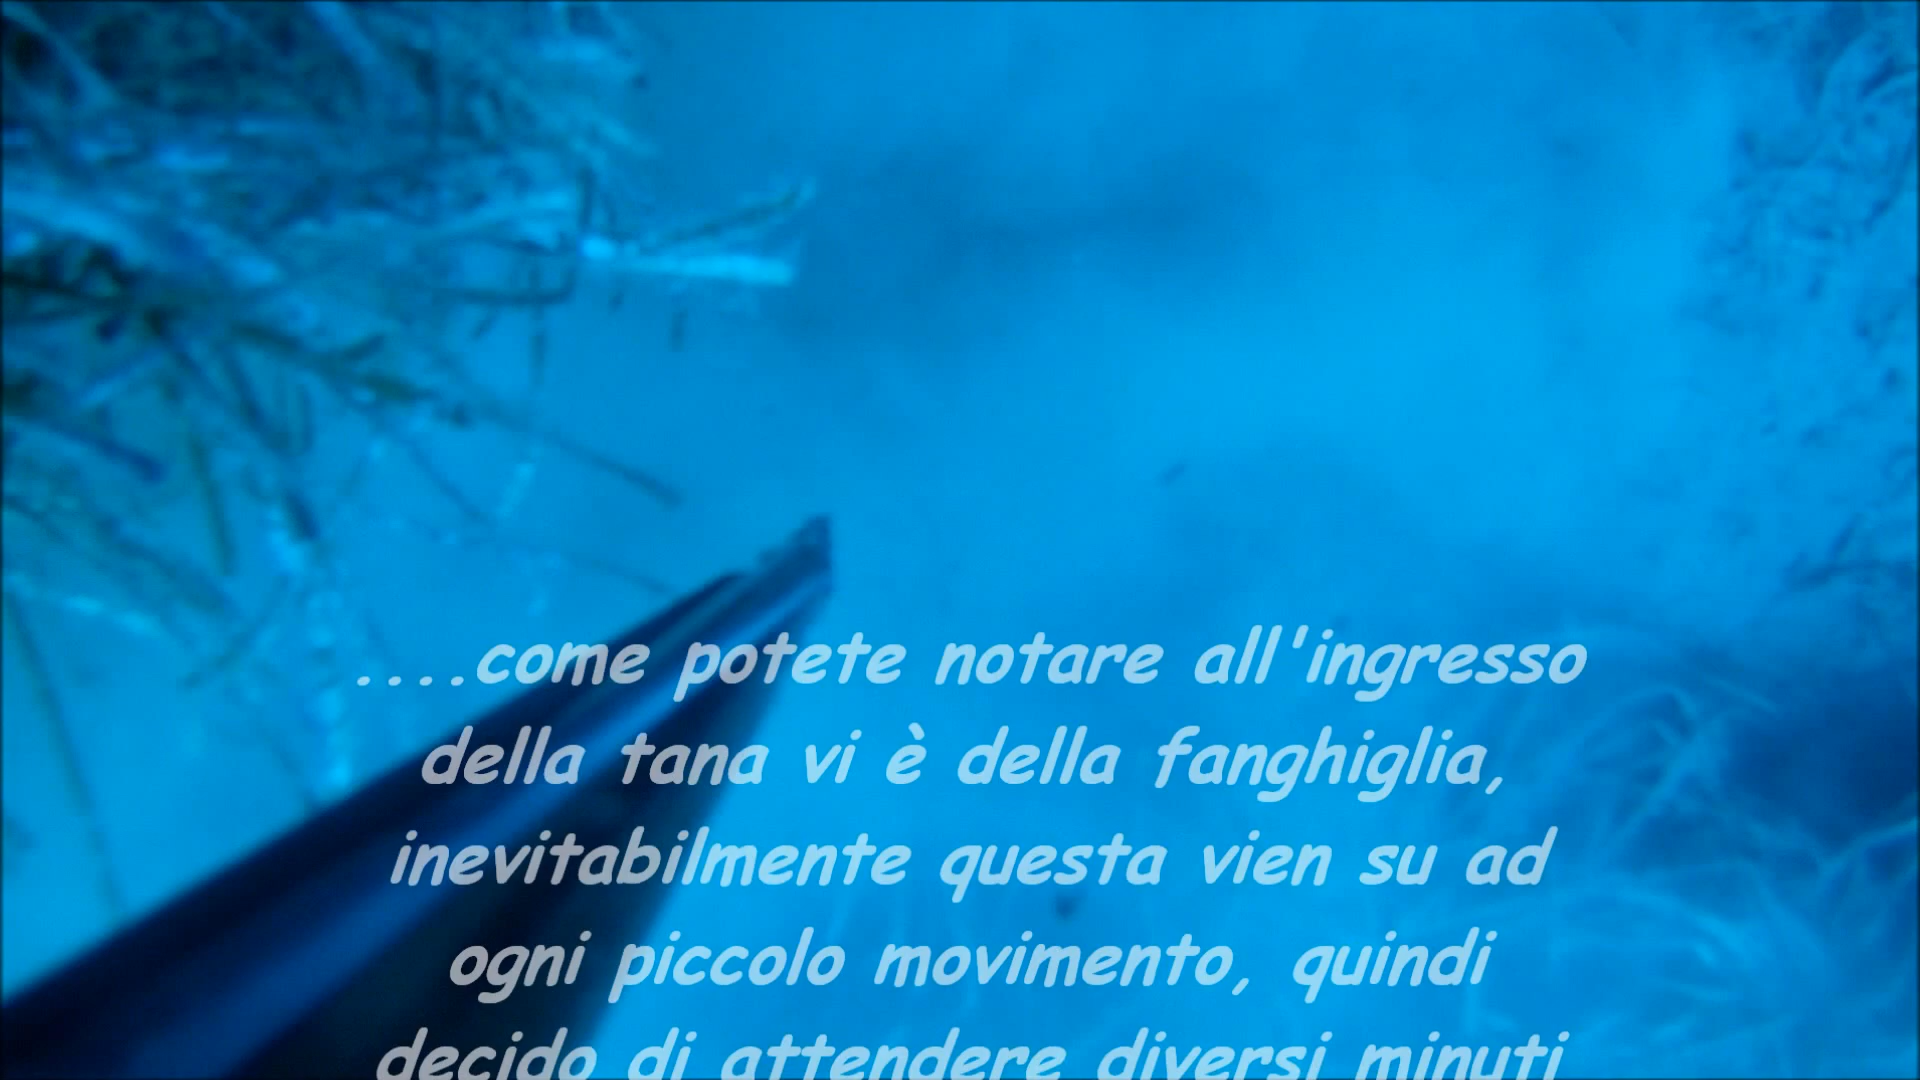 ....come potete notare all'ingresso
della tana vi è della fanghiglia,
inevitabilmente questa vien su ad
ogni piccolo movimento, quindi
decido di attendere diversi minuti